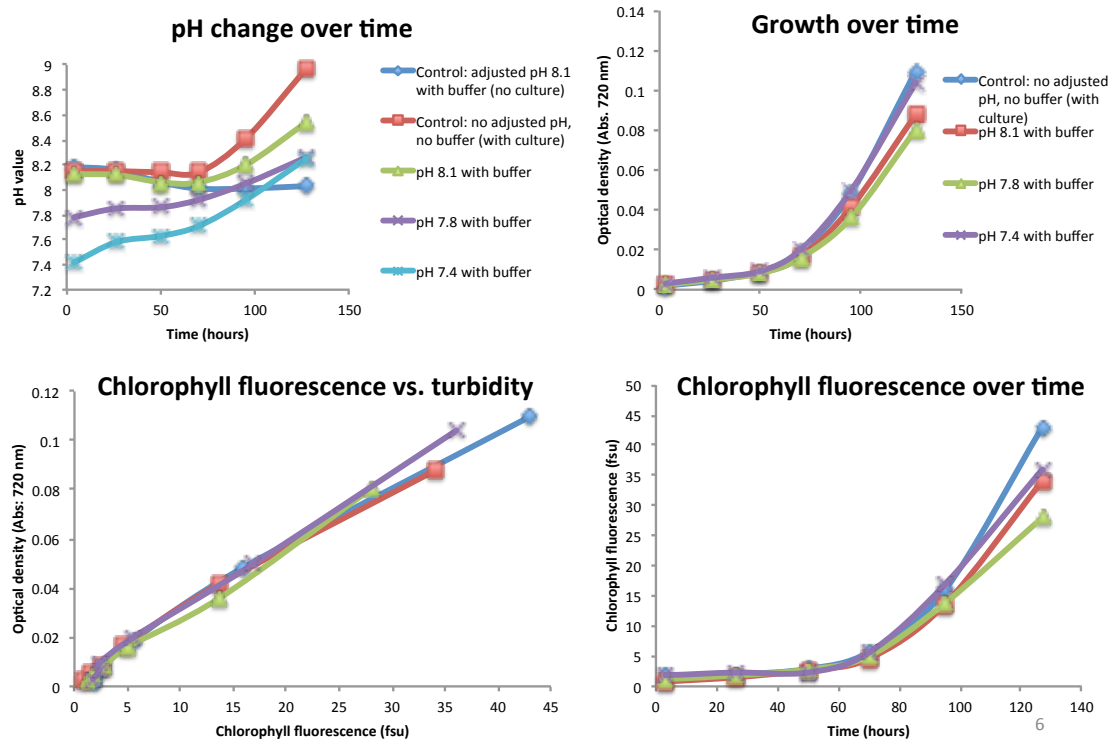 pH change over time
9
8.8
8.6
8.4
8.2
8
7.8
7.6
7.4
7.2
pH value
0
50
100
150
Time (hours)
Control: adjusted pH 8.1
with buffer (no culture)
Control: no adjusted pH,
no buffer (with culture)
pH 8.1 with buffer
pH 7.8 with buffer
pH 7.4 with buffer
Growth over time
0.14
0.12
0.1
0.08
0.06
0.04
0.02
0
Optical density (Abs. 720 nm)
0
50
100
150
Time (hours)
Control: no adjusted
pH, no buffer (with
culture)
pH 8.1 with buffer
pH 7.8 with buffer
pH 7.4 with buffer
Chlorophyll fluorescence vs. turbidity
0.12
0.1
0.08
0.06
0.04
0.02
0
Optical density (Abs: 720 nm)
0
5
10
15
20
25
30
35
40
45
Chlorophyll fluorescence (fsu)
Chlorophyll fluorescence over time
50
45
40
35
30
25
20
15
10
5
0
Chlorophyll fluorescence (fsu)
0
20
40
60
80
100
120
140
Time (hours)
6